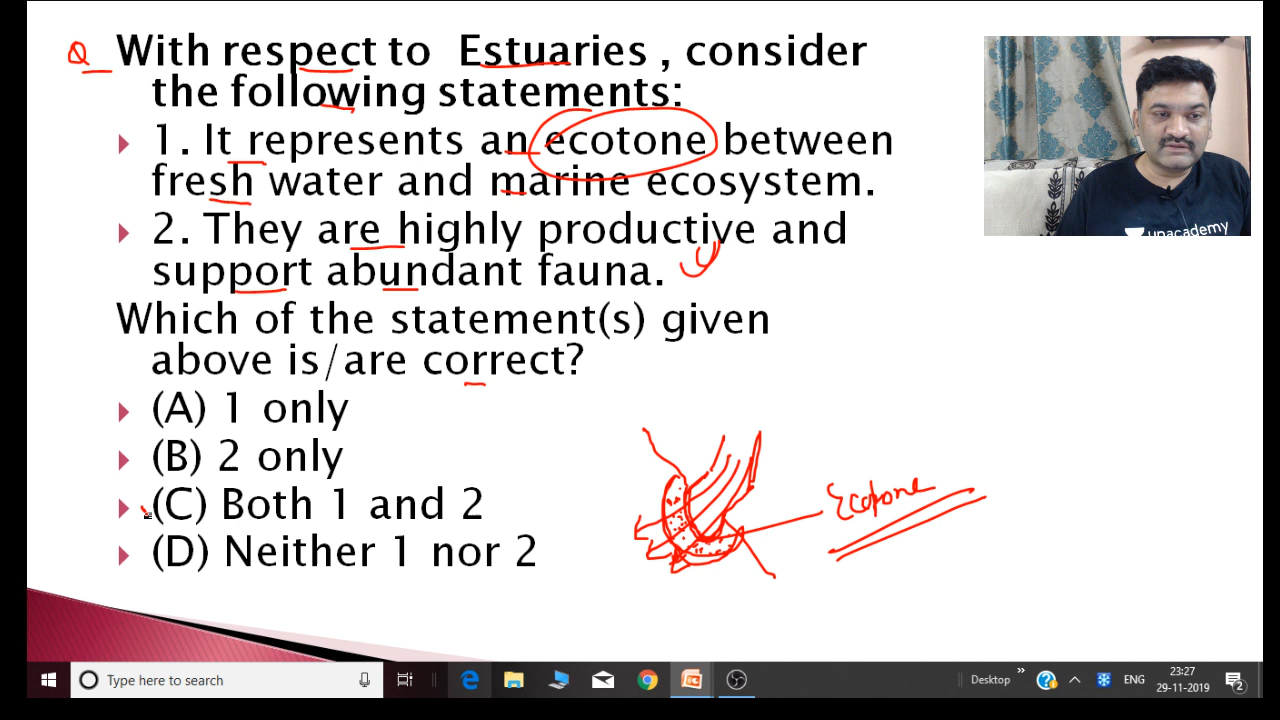 Q With respect to Estuaries , consider
the following statements:
1. It represents an ecotone between
fresh water and marine ecosystem.
2. They are highly productive and
support abundant fauna.
Which of the statement(s) given
above is/are correct?
(A) 1 only
(B) 2 only
(C) Both 1 and 2
(D) Neither 1 nor 2
Ecotone
unacademy
Type here to search
Desktop
»
ENG
23:27
29-11-2019
2